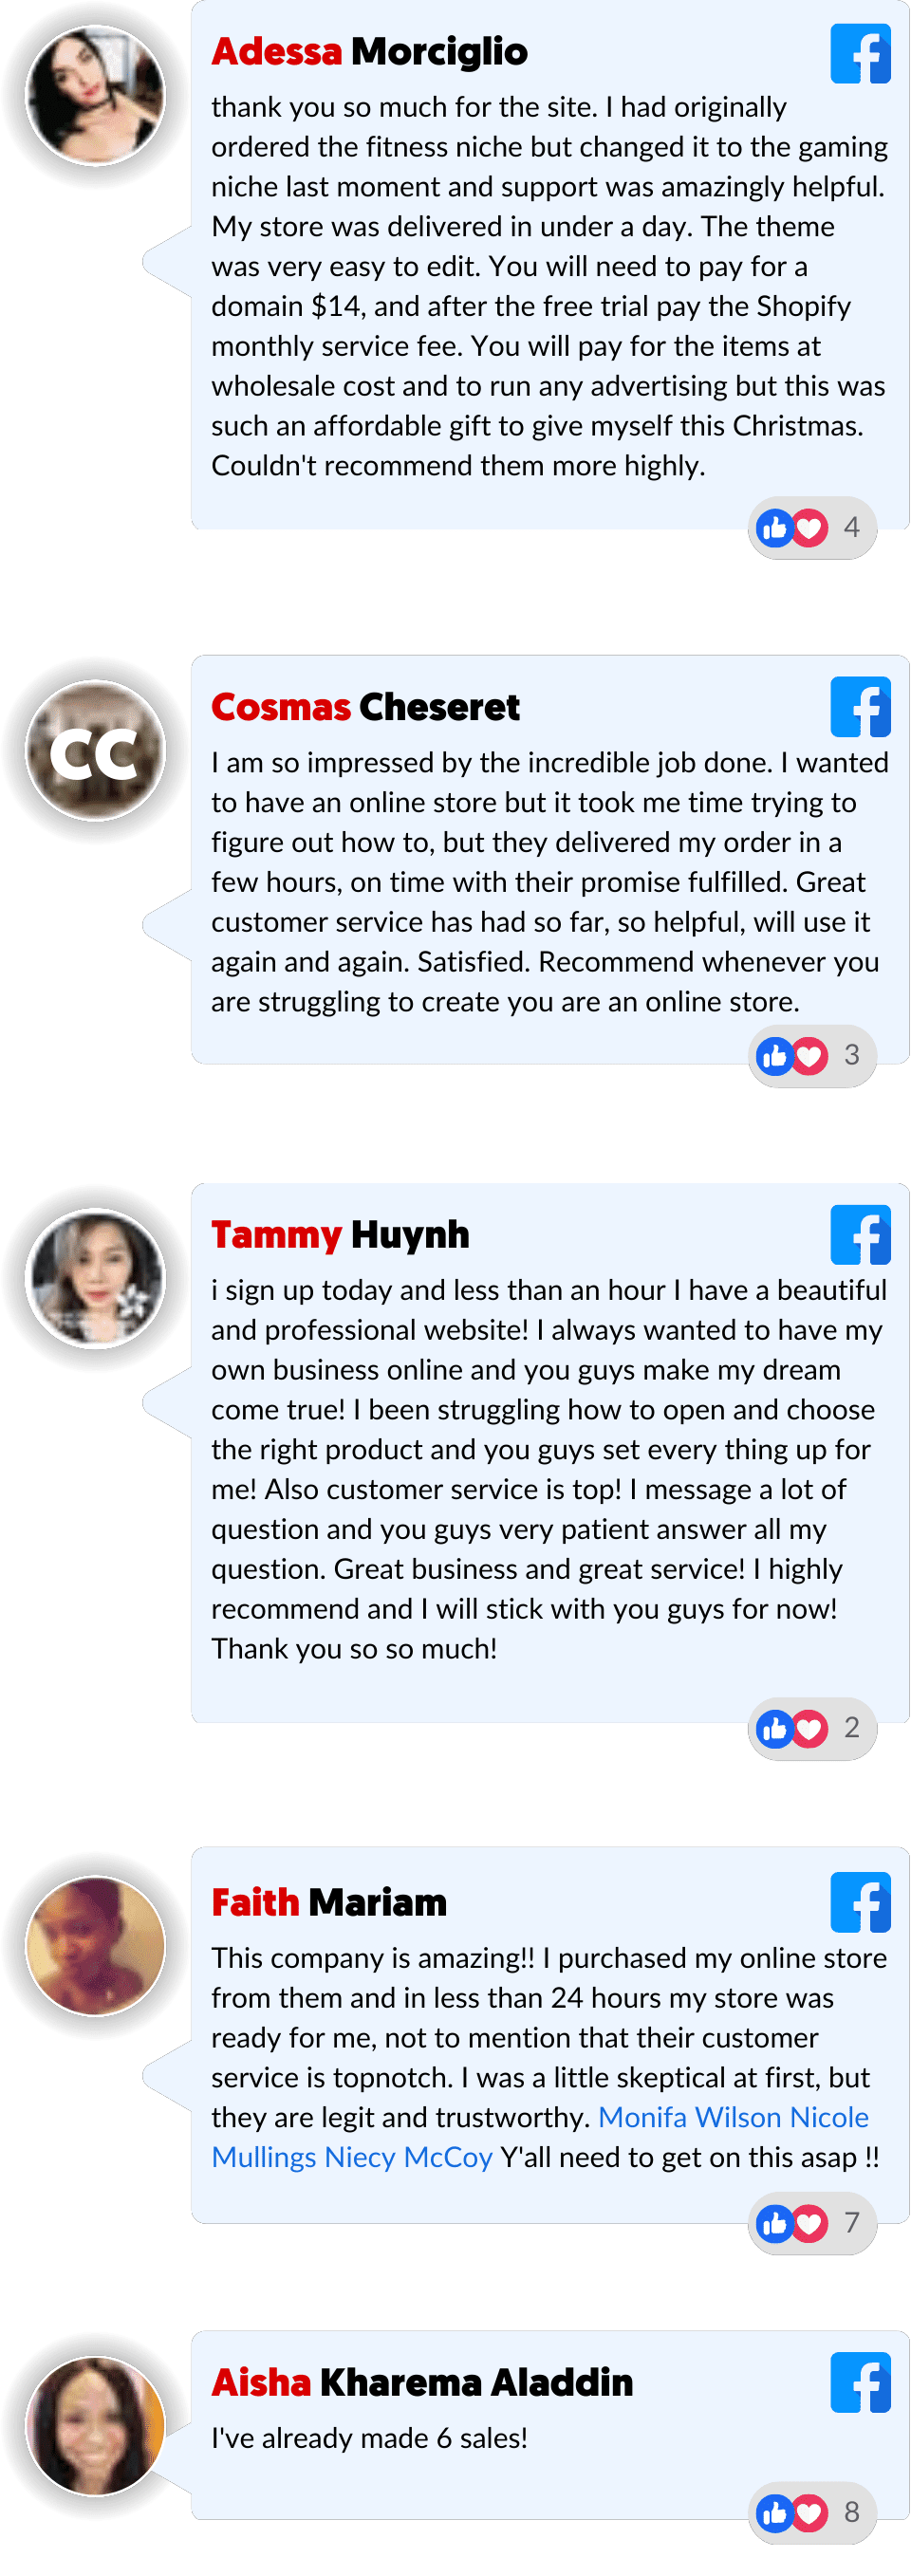 Adessa Morciglio
thank you so much for the site. I had originally
ordered the fitness niche but changed it to the gaming
niche last moment and support was amazingly helpful.
My store was delivered in under a day. The theme
was very easy to edit. You will need to pay for a
domain $14, and after the free trial pay the Shopify
monthly service fee. You will pay for the items at
wholesale cost and to run any advertising but this was
such an affordable gift to give myself this Christmas.
Couldn't recommend them more highly.
4
CC
Cosmas Cheseret
I am so impressed by the incredible job done. I wanted
to have an online store but it took me time trying to
figure out how to, but they delivered my order in a
few hours, on time with their promise fulfilled. Great
customer service has had so far, so helpful, will use it
again and again. Satisfied. Recommend whenever you
are struggling to create you are an online store.
3
Tammy Huynh
i sign up today and less than an hour I have a beautiful
and professional website! I always wanted to have my
own business online and you guys make my dream
come true! I been struggling how to open and choose
the right product and you guys set every thing up for
me! Also customer service is top! I message a lot of
question and you guys very patient answer all my
question. Great business and great service! I highly
recommend and I will stick with you guys for now!
Thank you so so much!
2
Faith Mariam
This company is amazing!! I purchased my online store
from them and in less than 24 hours my store was
ready for me, not to mention that their customer
service is topnotch. I was a little skeptical at first, but
they are legit and trustworthy. Monifa Wilson Nicole
Mullings Niecy McCoy Y'all need to get on this asap !!
7
Aisha Kharema Aladdin
I've already made 6 sales!
8